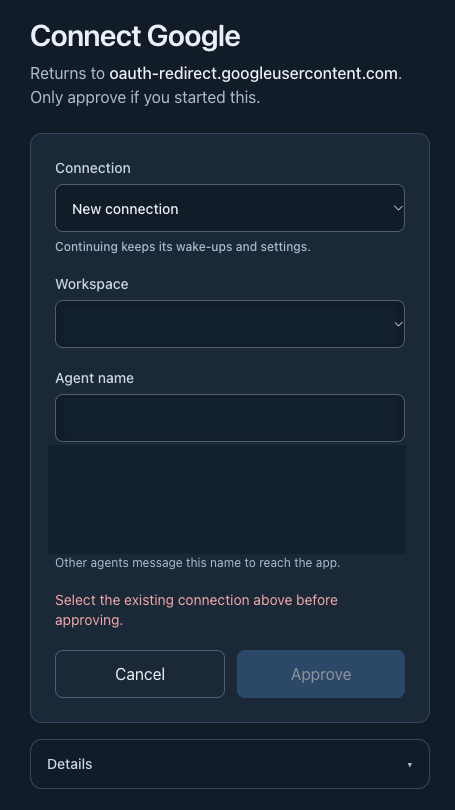 Connect Google
Returns to oauth-redirect.googleusercontent.com.
Only approve if you started this.
Connection
New connection
Continuing keeps its wake-ups and settings.
Workspace
Agent name
Other agents message this name to reach the app.
Select the existing connection above before
approving.
Cancel
Approve
Details